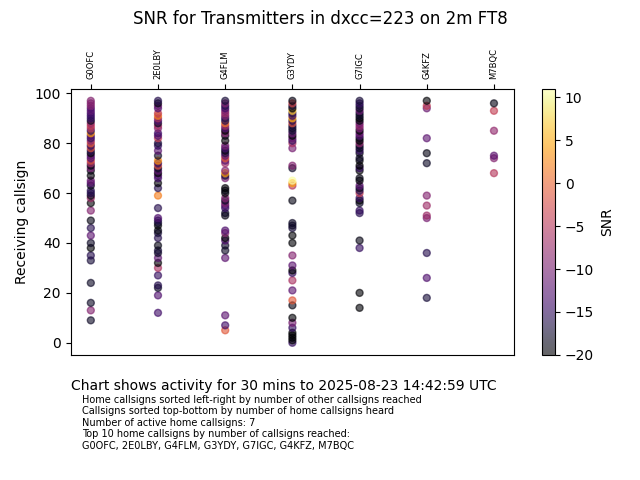 SNR for Transmitters in dxcc=223 on 2m FT8
G0OFC 2E0LBY G4FLM G3YDY G7IGC G4KFZ M7BQC
100
80
60
40
20
0
Receiving callsign
10
5
0
−5
−10
−15
−20
SNR
Chart shows activity for 30 mins to 2025-08-23 14:42:59 UTC
Home callsigns sorted left-right by number of other callsigns reached
Callsigns sorted top-bottom by number of home callsigns heard
Number of active home callsigns: 7
Top 10 home callsigns by number of callsigns reached:
G0OFC, 2E0LBY, G4FLM, G3YDY, G7IGC, G4KFZ, M7BQC